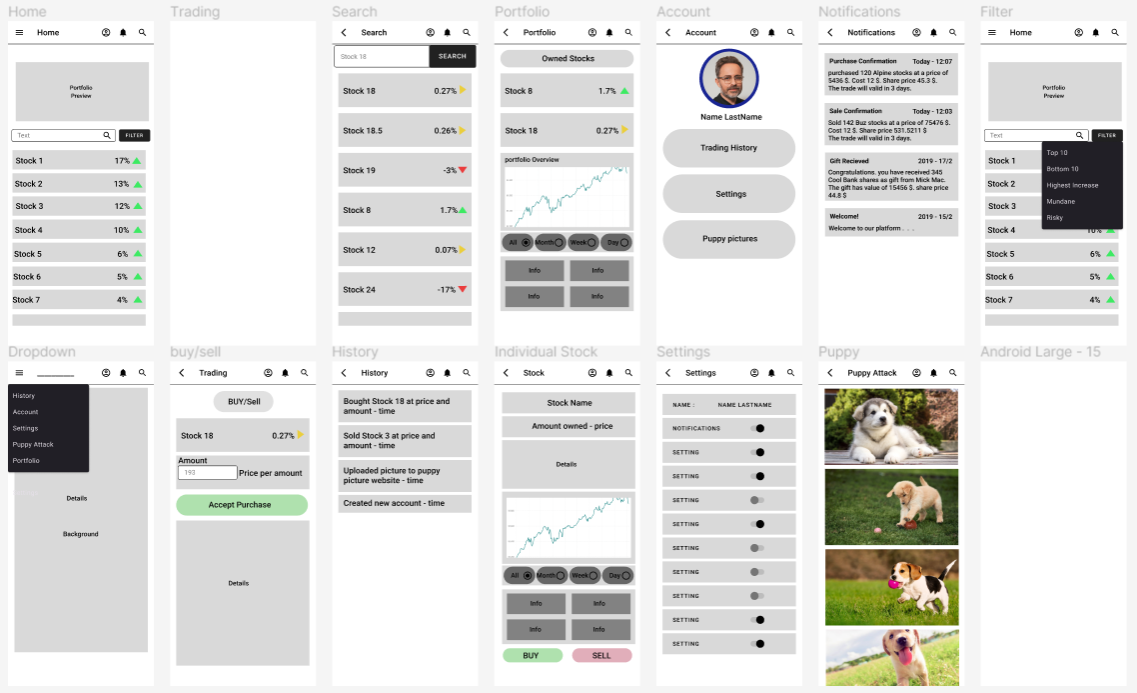 Home
Home
Portfolio
Preview
Text
FILTER
Stock 1 17%
Stock 2 13%
Stock 3 12%
Stock 4 10%
Stock 5 6%
Stock 6 5%
Stock 7 4%
Trading
Search
Search
Stock 18
SEARCH
Stock 18 0.27%
Stock 18.5 0.26%
Stock 19 -3%
Stock 8 1.7%
Stock 12 0.07%
Stock 24 -17%
Portfolio
Portfolio
Owned Stocks
Stock 8 1.7%
Stock 18 0.27%
portfolio Overview
All Month Week Day
Info Info
Info Info
Account
Account
Name LastName
Trading History
Settings
Puppy pictures
Notifications
Notifications
Purchase Confirmation Today - 12:07
purchased 120 Alpine stocks at a price of
5436 $. Cost 12 $. Share price 45.3 $.
The trade will valid in 3 days.
Sale Confirmation Today - 12:03
Sold 142 Buz stocks at a price of 75476 $.
Cost 12 $. Share price 531.5211 $
The trade will valid in 3 days.
Gift Recieved 2019 - 17/2
Congratulations. you have received 345
Cool Bank shares as gift from Mick Mac.
The gift has value of 15456 $. share price
44.8 $
Welcome! 2019 - 15/2
Welcome to our platform . . .
Filter
Home
Portfolio
Preview
Text
FILTER
Top 10
Bottom 10
Highest Increase
Mundane
Risky
Stock 1
Stock 2
Stock 3
Stock 4 10%
Stock 5 6%
Stock 6 5%
Stock 7 4%
Dropdown
History
Account
Settings
Puppy Attack
Portfolio
Details
Background
buy/sell
Trading
BUY/Sell
Stock 18 0.27%
Amount
193
Price per amount
Accept Purchase
Details
History
History
Bought Stock 18 at price and
amount - time
Sold Stock 3 at price and
amount - time
Uploaded picture to puppy
picture website - time
Created new account - time
Individual Stock
Stock
Stock Name
Amount owned - price
Details
All Month Week Day
Info Info
Info Info
BUY SELL
Settings
Settings
NAME : NAME LASTNAME
NOTIFICATIONS
SETTING
SETTING
SETTING
SETTING
SETTING
SETTING
SETTING
SETTING
SETTING
Puppy
Puppy Attack
Android Large - 15